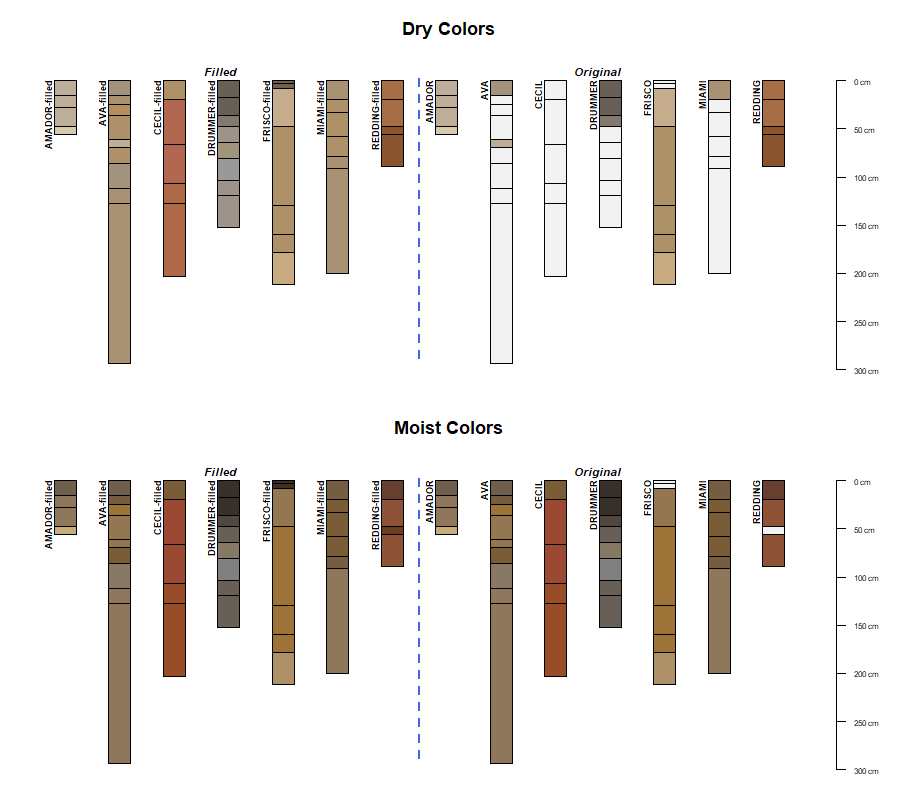 Dry Colors
Filled
Original
AMADOR-filled
AVA-filled
CECIL-filled
DRUMMER-filled
FRISCO-filled
MIAMI-filled
REDDING-filled
AMADOR
AVA
CECIL
DRUMMER
FRISCO
MIAMI
REDDING
0 cm
50 cm
100 cm
150 cm
200 cm
250 cm
300 cm
Moist Colors
Filled
Original
AMADOR-filled
AVA-filled
CECIL-filled
DRUMMER-filled
FRISCO-filled
MIAMI-filled
REDDING-filled
AMADOR
AVA
CECIL
DRUMMER
FRISCO
MIAMI
REDDING
0 cm
50 cm
100 cm
150 cm
200 cm
250 cm
300 cm